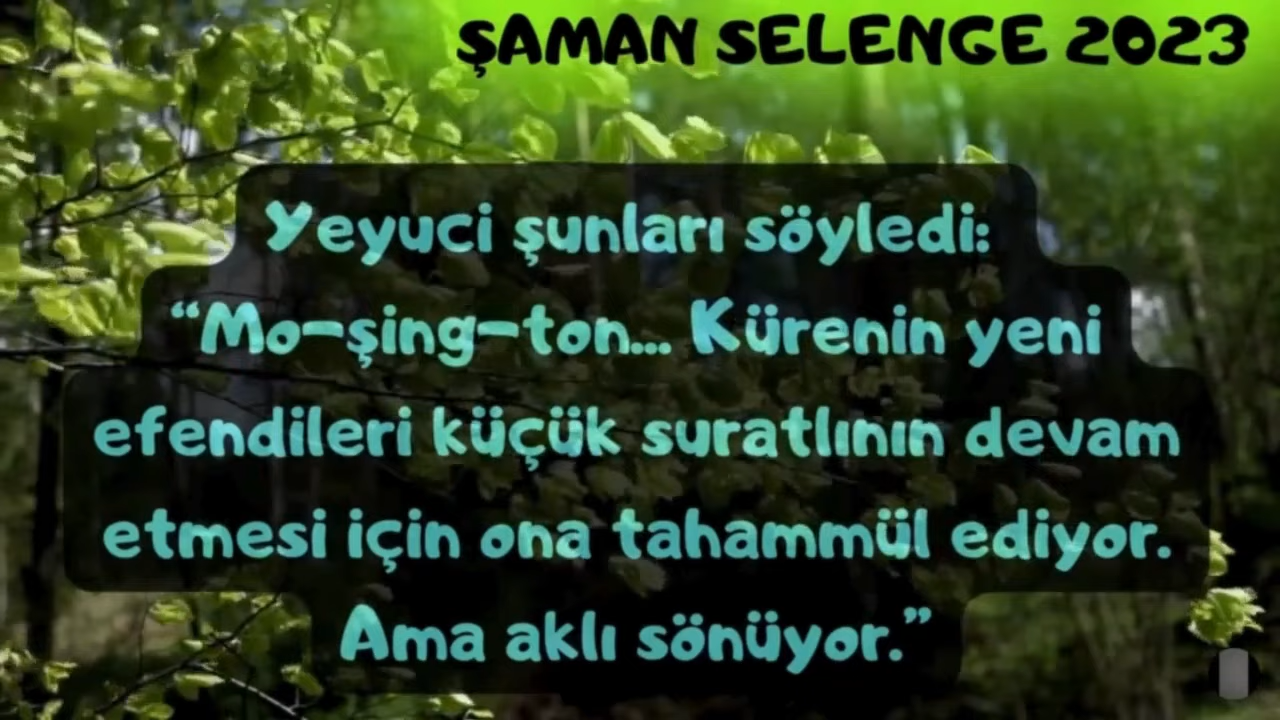 ŞAMAN SELENGE 2023
Yeyuci şunları söyledi:
“Mo-şing-ton... Kürenin yeni
efendileri küçük suratlının devam
etmesi için ona tahammül ediyor.
Ama aklı sönüyor.”